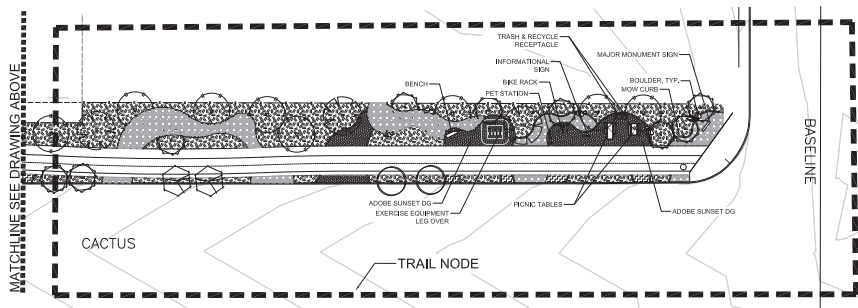 TRASH & RECYCLE
RECEPTACLE
MAJOR MONUMENT SIGN
INFORMATIONAL
SIGN
BIKE RACK
BOULDER, TYP.
BENCH
PET STATION
MOW CURB
MATCHLINE SEE DRAWING ABOVE
BASELINE
ADOBE SUNSET DG
EXERCISE EQUIPMENT
LEG OVER
PICNIC TABLES
ADOBE SUNSET DG
CACTUS
TRAIL NODE